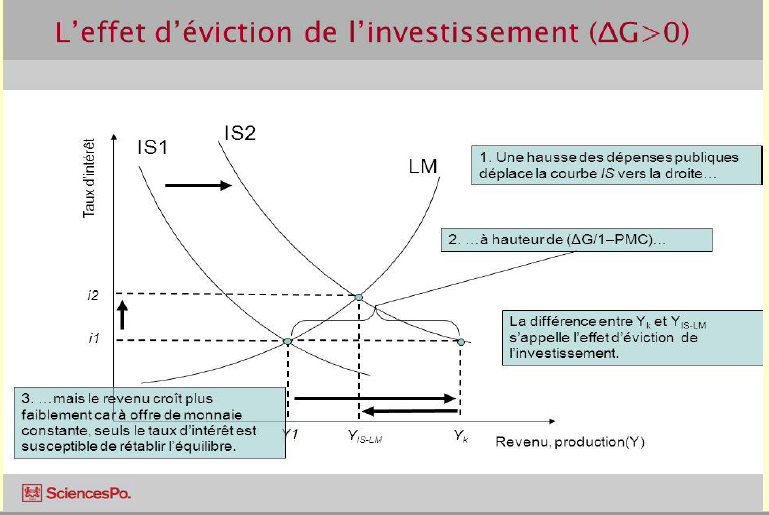 L'effet d'éviction de l'investissement (ΔG>0)
IS1
IS2
LM
Taux d'intérêt
1. Une hausse des dépenses publiques
déplace la courbe IS vers la droite…
2. …à hauteur de (ΔG/1–PMC)…
i2
i1
La différence entre Yk et YIS-LM
s'appelle l'effet d'éviction de
l'investissement.
3. …mais le revenu croît plus
faiblement car à offre de monnaie
constante, seuls le taux d'intérêt est
susceptible de rétablir l'équilibre.
Y1
YIS-LM
Yk
Revenu, production(Y)
SciencesPo.